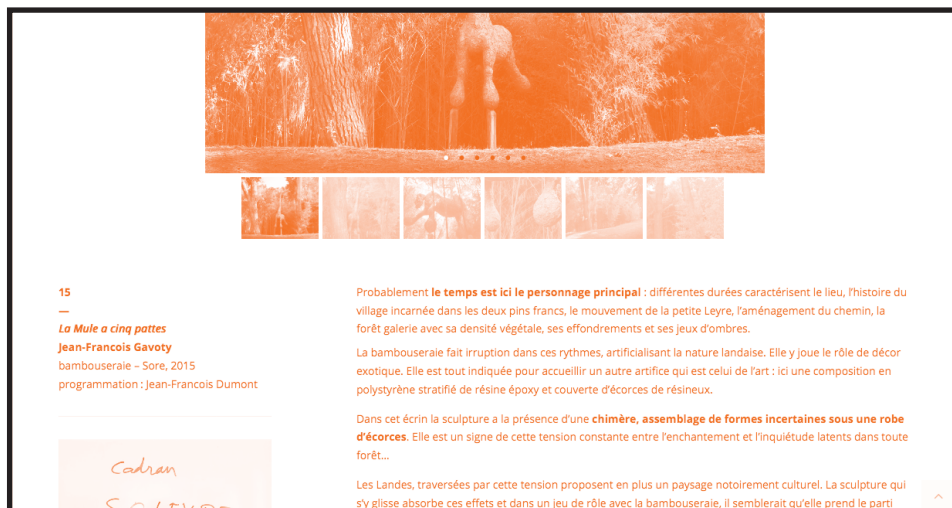 15
—
La Mule a cinq pattes
Jean-Francois Gavoty
bambouseraie – Sore, 2015
programmation : Jean-Francois Dumont
Cadran
Probablement le temps est ici le personnage principal : différentes durées caractérisent le lieu, l’histoire du
village incarnée dans les deux pins francs, le mouvement de la petite Leyre, l’aménagement du chemin, la
forêt galerie avec sa densité végétale, ses effondrements et ses jeux d’ombres.
La bambouseraie fait irruption dans ces rythmes, artificialisant la nature landaise. Elle y joue le rôle de décor
exotique. Elle est tout indiquée pour accueillir un autre artifice qui est celui de l’art : ici une composition en
polystyrène stratifié de résine époxy et couverte d’écorces de résineux.
Dans cet écrin la sculpture a la présence d’une chimère, assemblage de formes incertaines sous une robe
d’écorces. Elle est un signe de cette tension constante entre l’enchantement et l’inquiétude latents dans toute
forêt…
Les Landes, traversées par cette tension proposent en plus un paysage notoirement culturel. La sculpture qui
s’y glisse absorbe ces effets et dans un jeu de rôle avec la bambouseraie, il semblerait qu’elle prend le parti